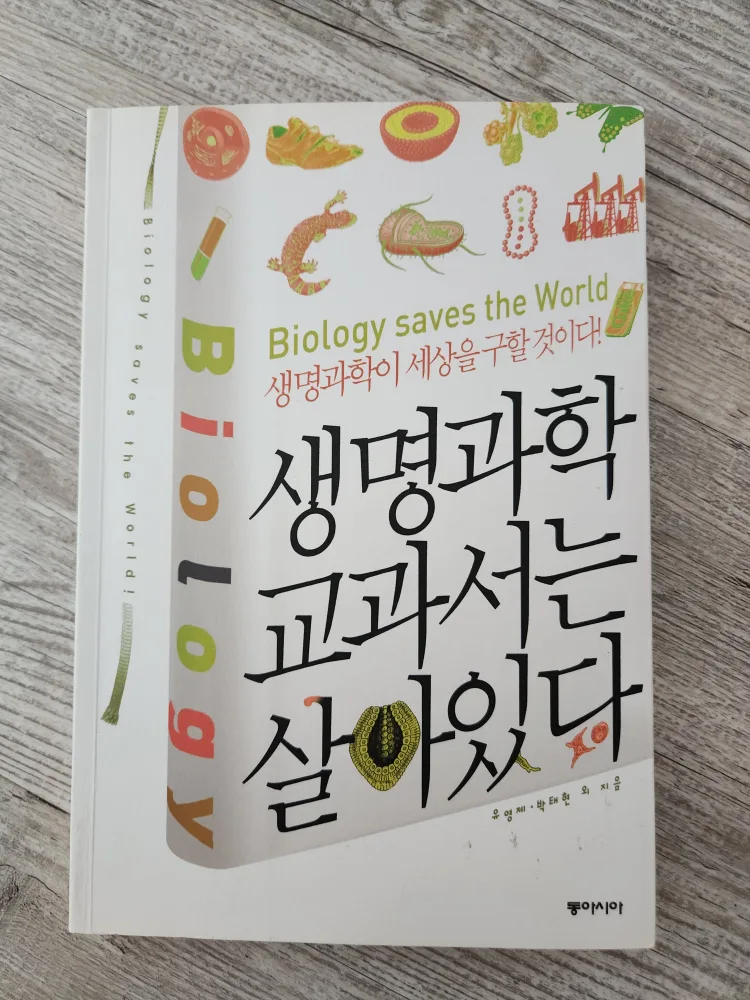 Biology saves the World!
Biology
Biology saves the World
생명과학이 세상을 구할 것이다!
생명과학
교과서는
살아있다
유영제·박태현 외 지음
동아시아